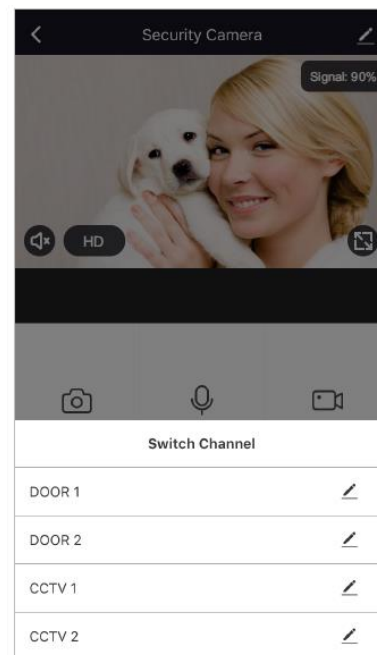 Security Camera
Signal: 90%
HD
Switch Channel
DOOR 1
DOOR 2
CCTV 1
CCTV 2